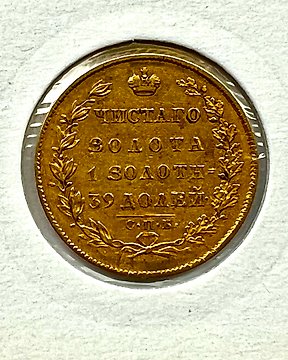 ЧИСТАГО
ЗОЛОТА
1 ЗОЛОТН
39 ДОЛЕЙ
С.П.Б.